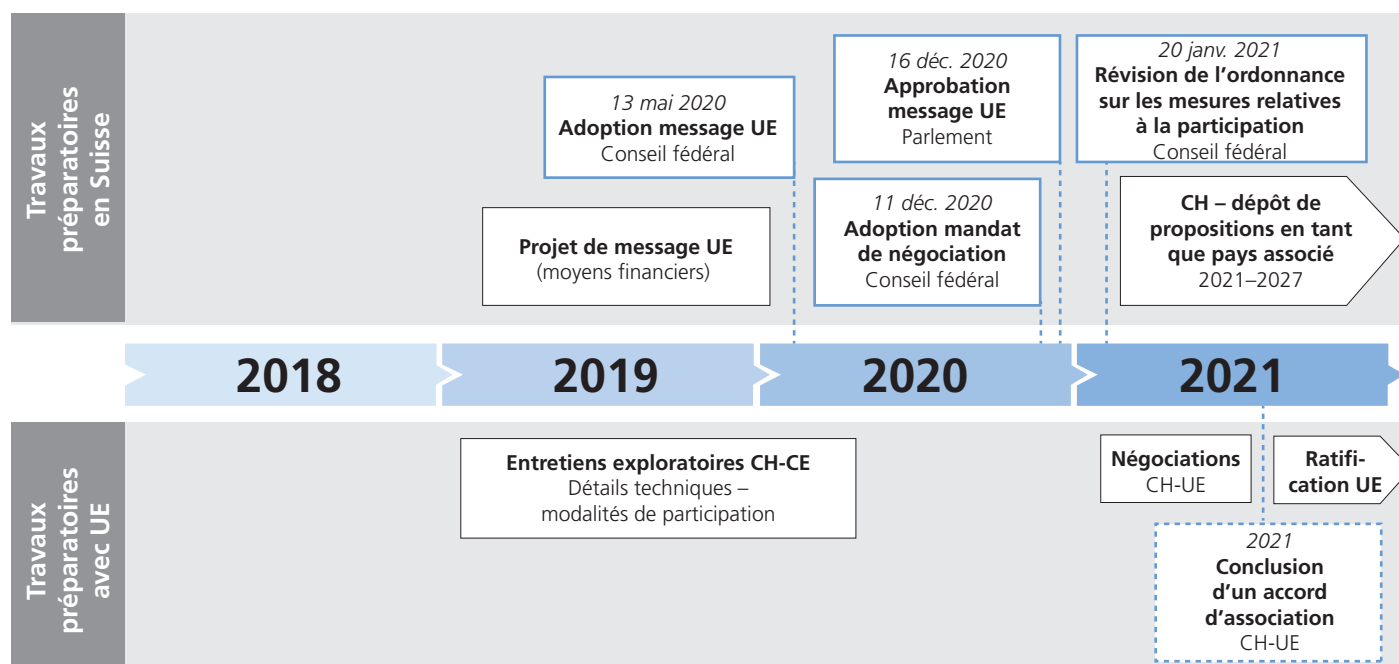 Travaux
préparatoires
en Suisse
13 mai 2020
Adoption message UE
Conseil fédéral
16 déc. 2020
Approbation
message UE
Parlement
20 janv. 2021
Révision de l’ordonnance
sur les mesures relatives
à la participation
Conseil fédéral
Projet de message UE
(moyens financiers)
11 déc. 2020
Adoption mandat
de négociation
Conseil fédéral
CH – dépôt de
propositions en tant
que pays associé
2021–2027
2018
2019
2020
2021
Travaux
préparatoires
avec UE
Entretiens exploratoires CH-CE
Détails techniques –
modalités de participation
Négociations
CH-UE
Ratifi-
cation UE
2021
Conclusion
d'un accord
d’association
CH-UE